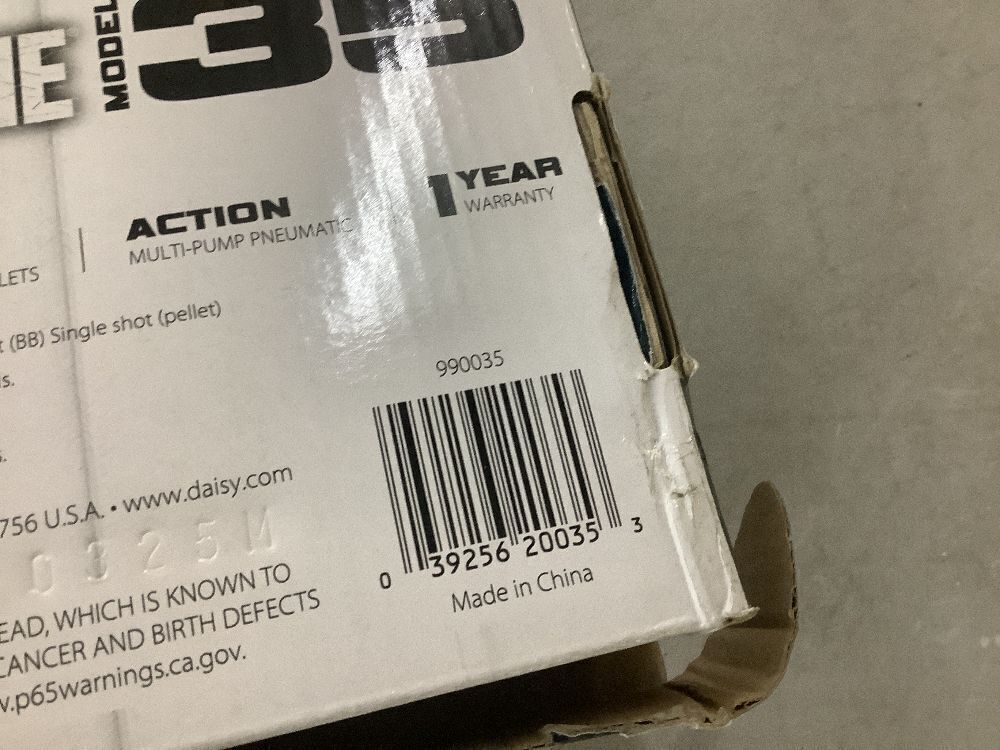 MODEL 35
ACTION
MULTI-PUMP PNEUMATIC
1 YEAR
WARRANTY
LETS
(BB) Single shot (pellet)
s.
s.
990035
756 U.S.A. • www.daisy.com
0325M
0 39256 20035 3
Made in China
EAD, WHICH IS KNOWN TO
CANCER AND BIRTH DEFECTS
w.p65warnings.ca.gov.